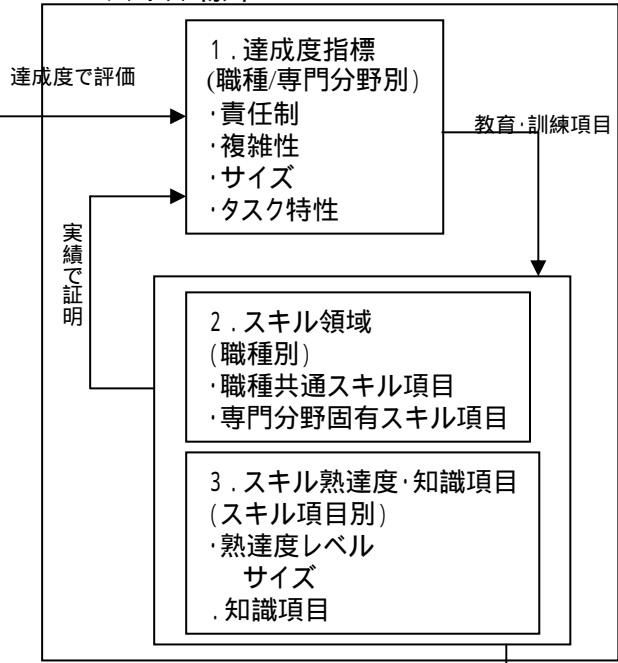 達成度で評価
1．達成度指標
(職種/専門分野別)
・責任制
・複雑性
・サイズ
・タスク特性
教育・訓練項目
実績で証明
2．スキル領域
(職種別)
・職種共通スキル項目
・専門分野固有スキル項目
3．スキル熟達度・知識項目
(スキル項目別)
・熟達度レベル
サイズ
．知識項目